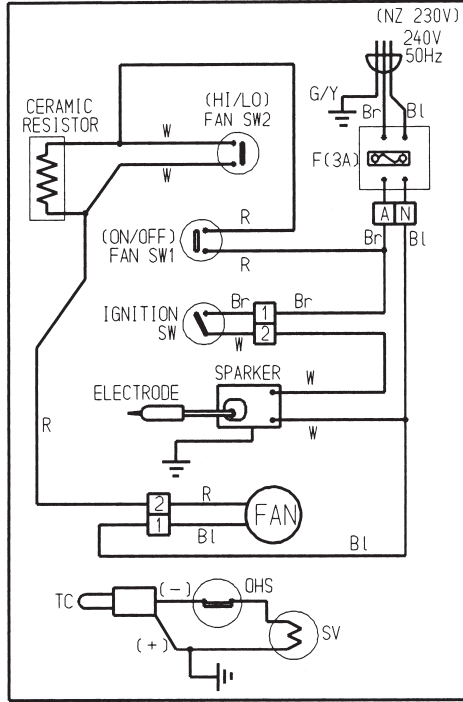 (NZ 230V)
240V
50Hz
G/Y
Br
Bl
CERAMIC
RESISTOR
(HI/LO)
FAN SW2
W
W
F(3A)
A N
Br
Bl
R
(ON/OFF)
FAN SW1
R
IGNITION
SW
Br
1
Br
W
2
SPARKER
W
ELECTRODE
W
R
2
R
FAN
1
Bl
Bl
TC
(-)
OHS
SV
(+)